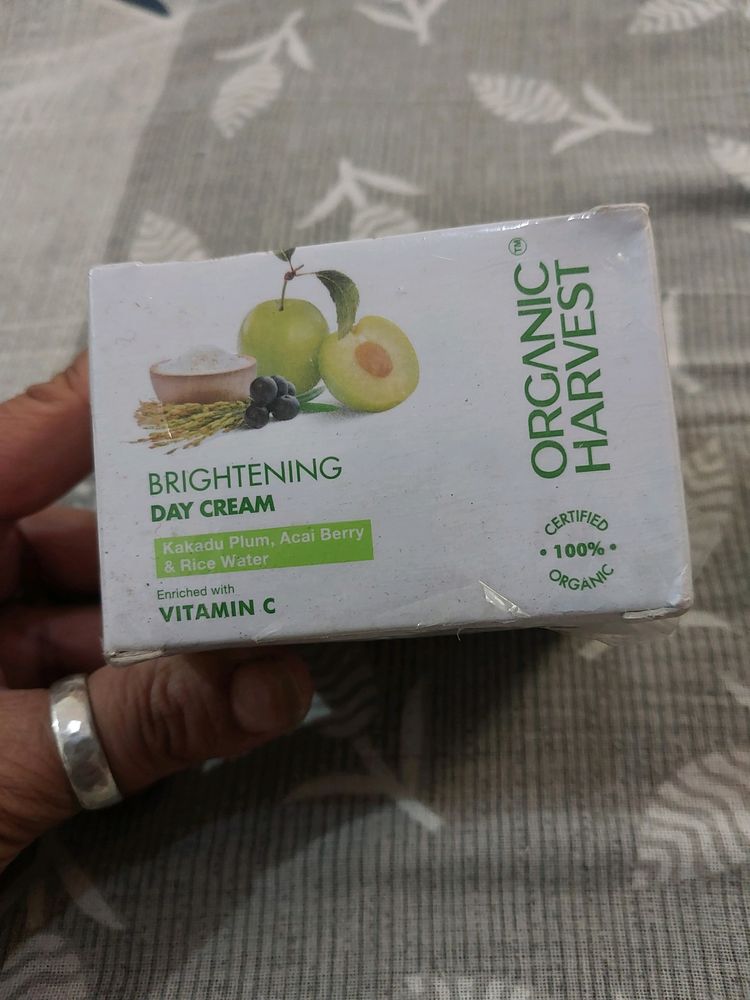 ORGANIC
HARVEST
TM
BRIGHTENING
DAY CREAM
Kakadu Plum, Acai Berry
& Rice Water
Enriched with
VITAMIN C
CERTIFIED
• 100% •
ORGANIC